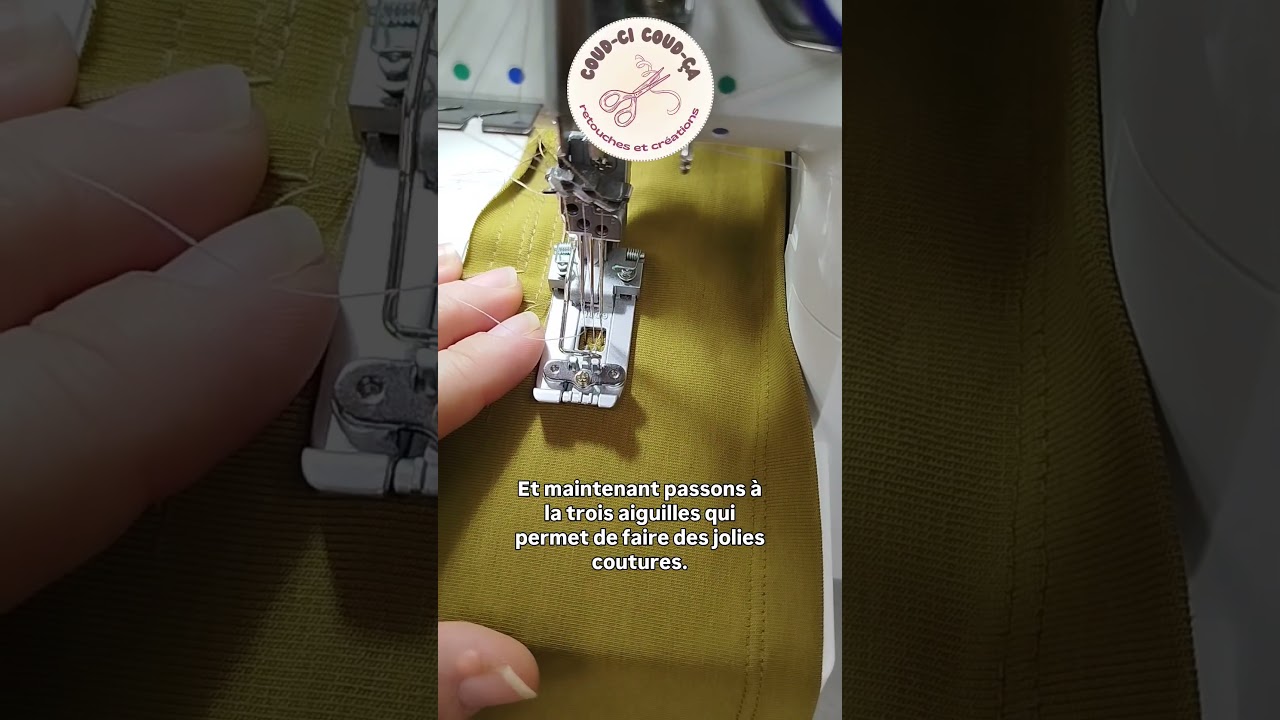 COUD-CI COUD-ÇA
retouches et créations
Et maintenant passons à
la trois aiguilles qui
permet de faire des jolies
coutures.